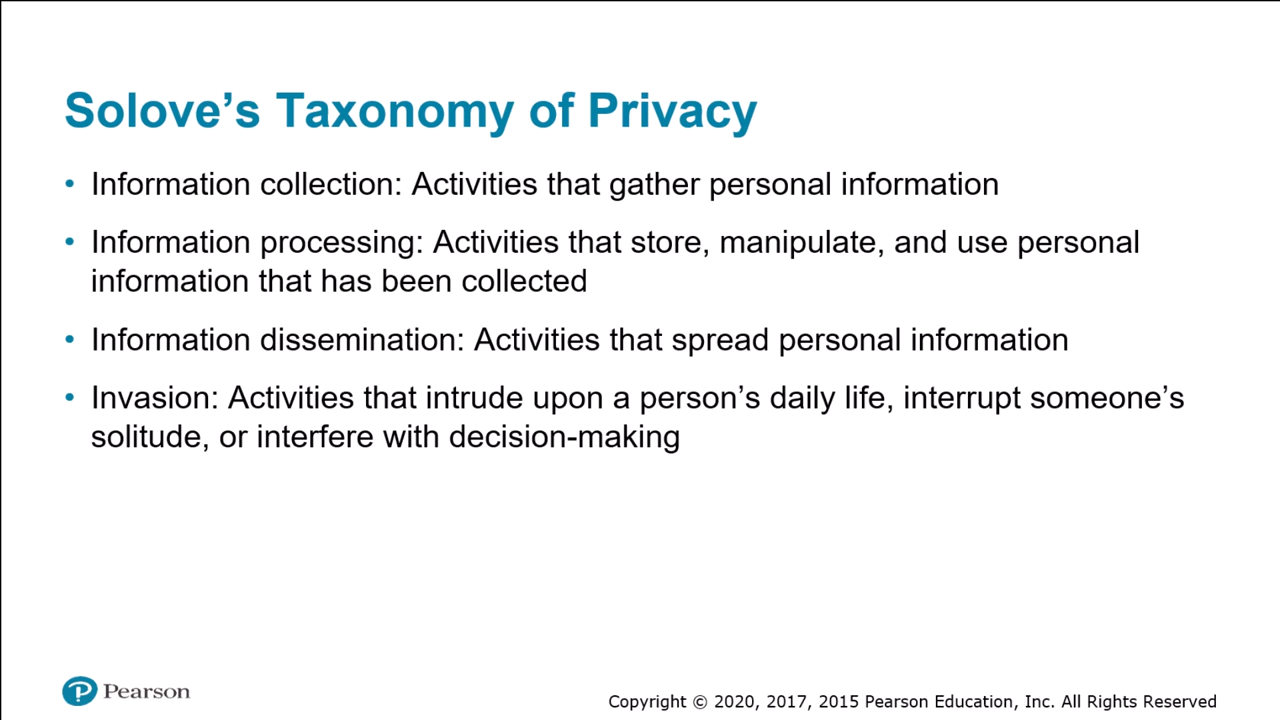 Solove’s Taxonomy of Privacy
• Information collection: Activities that gather personal information
• Information processing: Activities that store, manipulate, and use personal
information that has been collected
• Information dissemination: Activities that spread personal information
• Invasion: Activities that intrude upon a person’s daily life, interrupt someone’s
solitude, or interfere with decision-making
P Pearson
Copyright © 2020, 2017, 2015 Pearson Education, Inc. All Rights Reserved